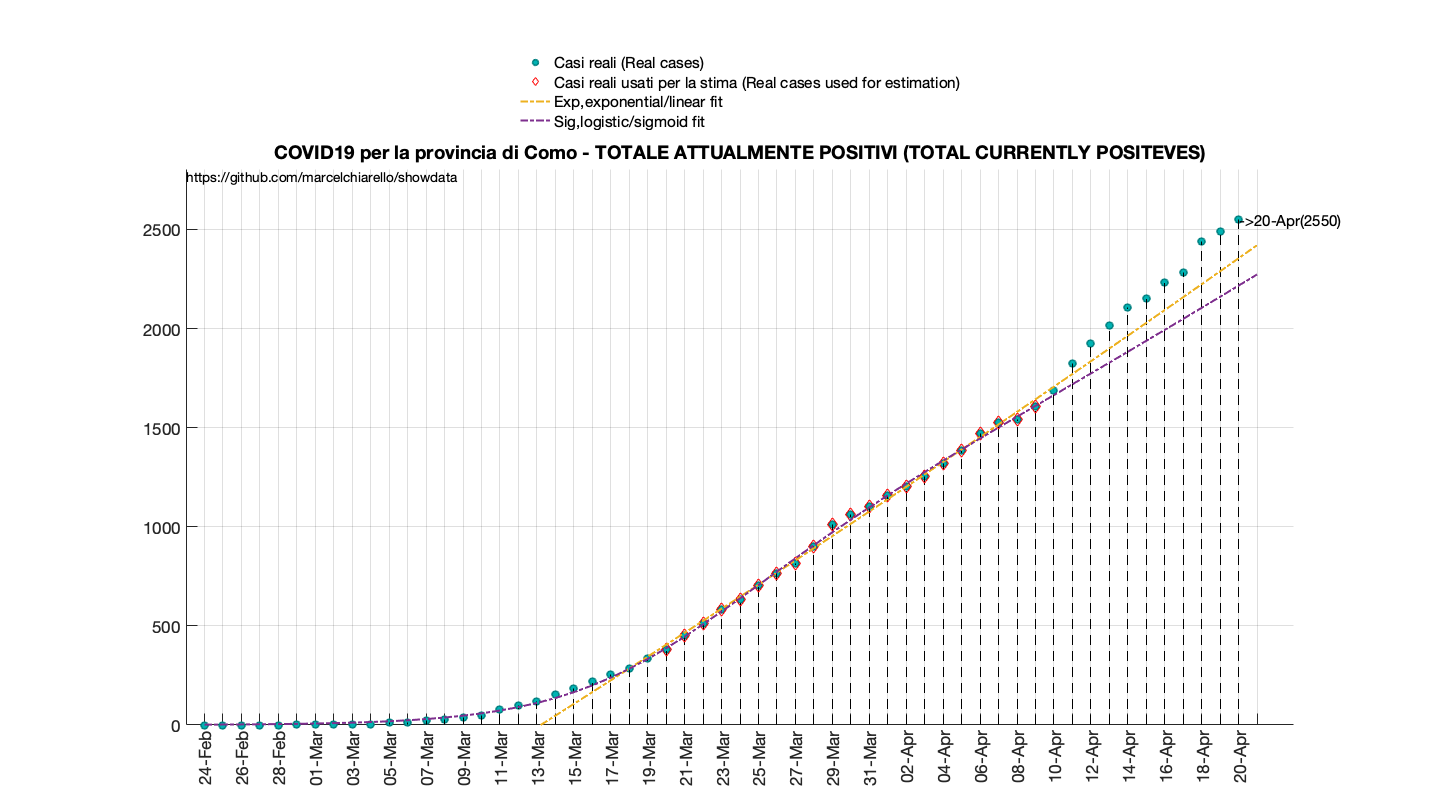 Casi reali (Real cases)
Casi reali usati per la stima (Real cases used for estimation)
Exp,exponential/linear fit
Sig,logistic/sigmoid fit
COVID19 per la provincia di Como - TOTALE ATTUALMENTE POSITIVI (TOTAL CURRENTLY POSITEVES)
https://github.com/marcelchiarello/showdata
>20-Apr(2550)
2500
2000
1500
1000
500
0
24-Feb
26-Feb
28-Feb
01-Mar
03-Mar
05-Mar
07-Mar
09-Mar
11-Mar
13-Mar
15-Mar
17-Mar
19-Mar
21-Mar
23-Mar
25-Mar
27-Mar
29-Mar
31-Mar
02-Apr
04-Apr
06-Apr
08-Apr
10-Apr
12-Apr
14-Apr
16-Apr
18-Apr
20-Apr